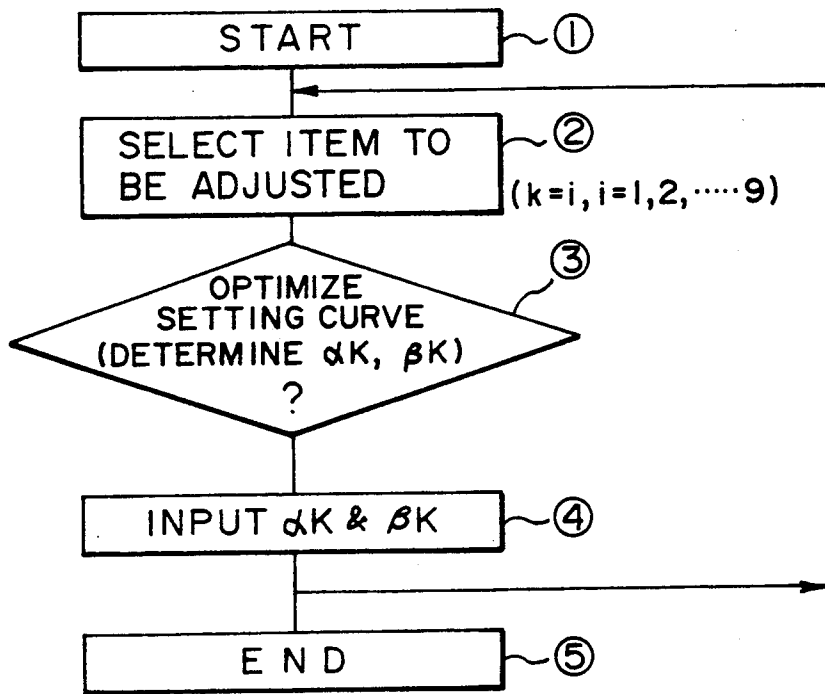 START
①
SELECT ITEM TO
BE ADJUSTED
②
(k=i, i=1,2, ·····9)
OPTIMIZE
SETTING CURVE
(DETERMINE αK, βK)
?
③
INPUT αK & βK
④
END
⑤